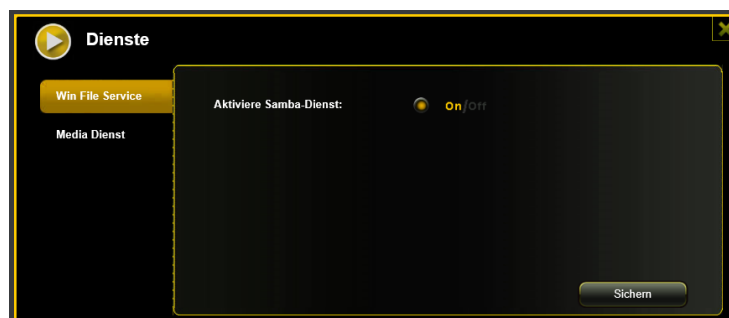 Dienste
Win File Service
Media Dienst
Aktiviere Samba-Dienst: On/Off
Sichern